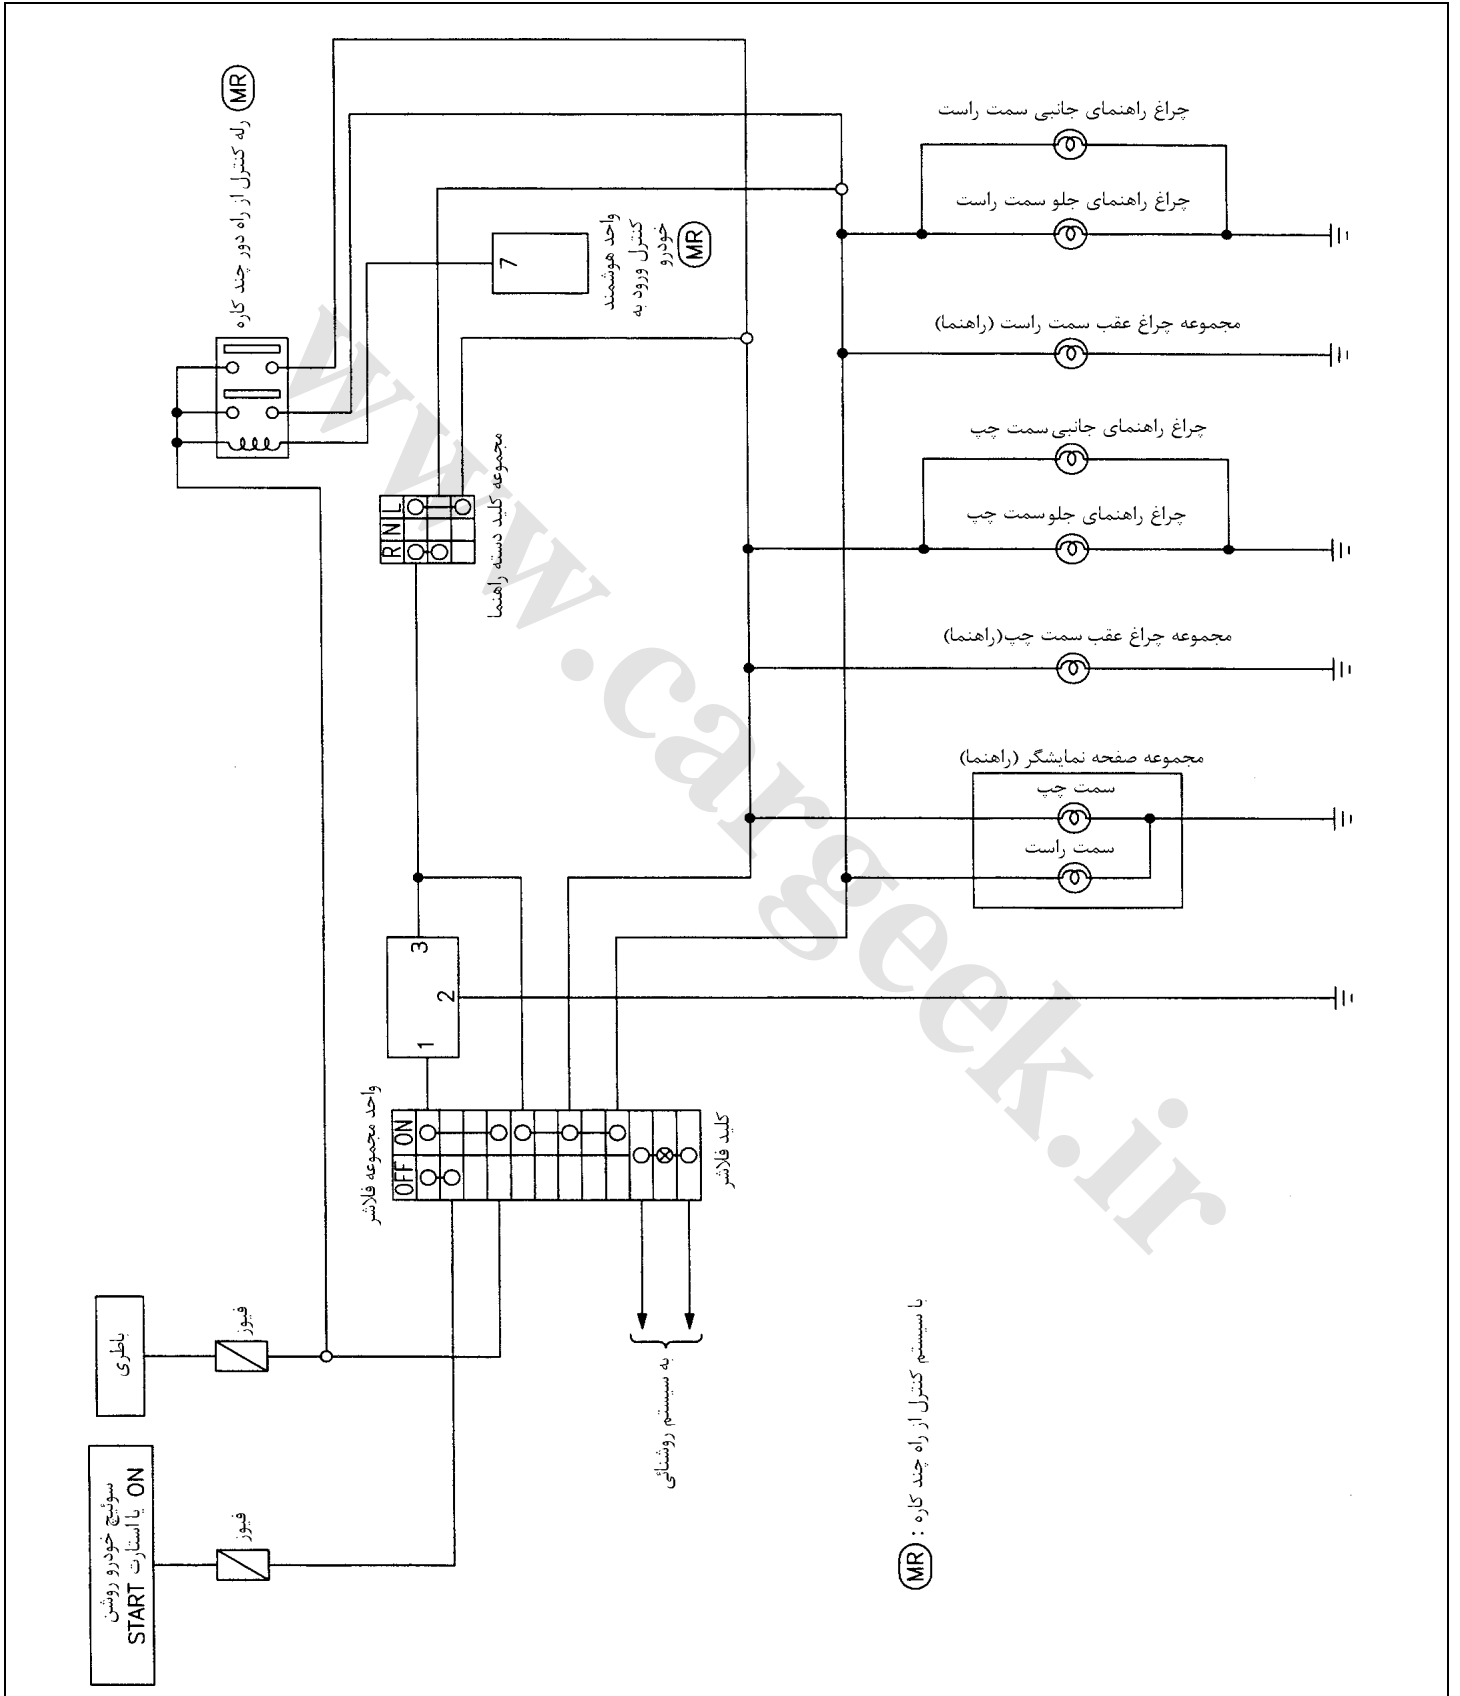 MR
رله کنترل از راه دور چند کاره
7
واحد هوشمند
کنترل ورود به
خودرو
MR
چراغ راهنمای جانبی سمت راست
چراغ راهنمای جلو سمت راست
مجموعه چراغ عقب سمت راست (راهنما)
چراغ راهنمای جانبی سمت چپ
چراغ راهنمای جلو سمت چپ
مجموعه چراغ عقب سمت چپ(راهنما)
مجموعه صفحه نمایشگر (راهنما)
سمت چپ
سمت راست
R N L
مجموعه کلید دسته راهنما
3
2
1
واحد مجموعه فلاشر
OFF ON
کلید فلاشر
باطری
فیوز
سوئیچ خودرو روشن
ON یا استارت START
فیوز
به سیستم روشنائی
MR : با سیستم کنترل از راه چند کاره
www.cargeek.ir